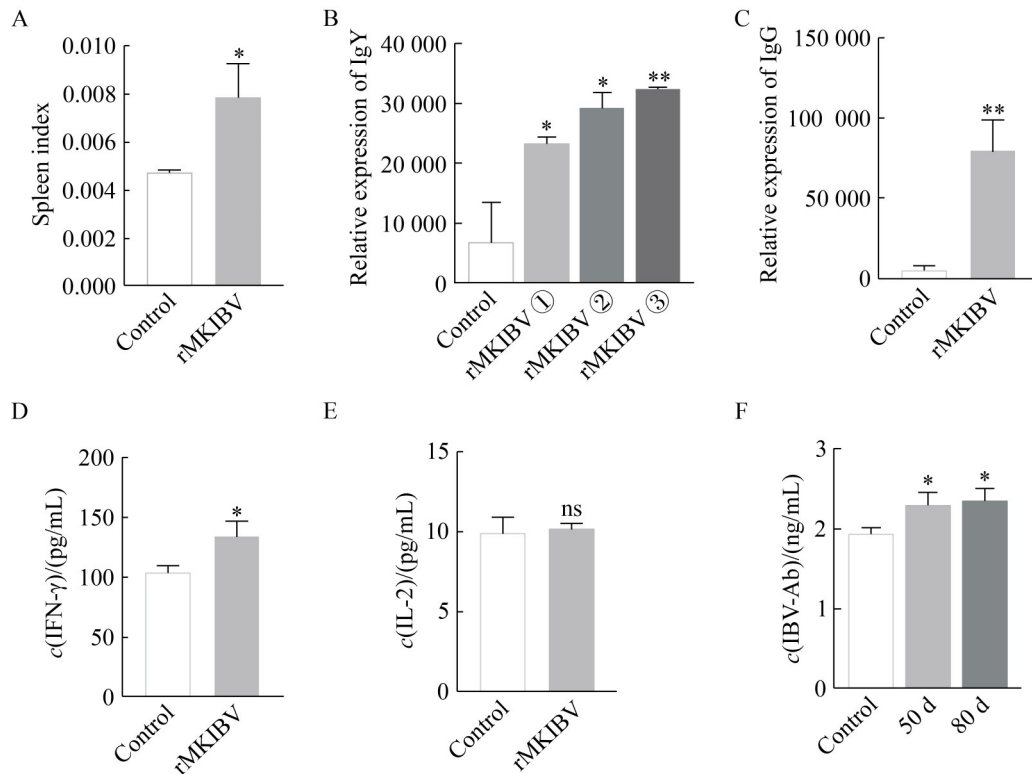 A
Spleen index
0.010
0.008
0.006
0.004
0.002
0.000
*
Control
rMKIBV
B
Relative expression of IgY
40 000
30 000
20 000
10 000
0
*
*
**
Control
rMKIBV ①
rMKIBV ②
rMKIBV ③
C
Relative expression of IgG
150 000
100 000
50 000
0
**
Control
rMKIBV
D
c(IFN-γ)/(pg/mL)
200
150
100
50
0
*
Control
rMKIBV
E
c(IL-2)/(pg/mL)
15
10
5
0
ns
Control
rMKIBV
F
c(IBV-Ab)/(ng/mL)
3
2
1
0
*
*
Control
50 d
80 d